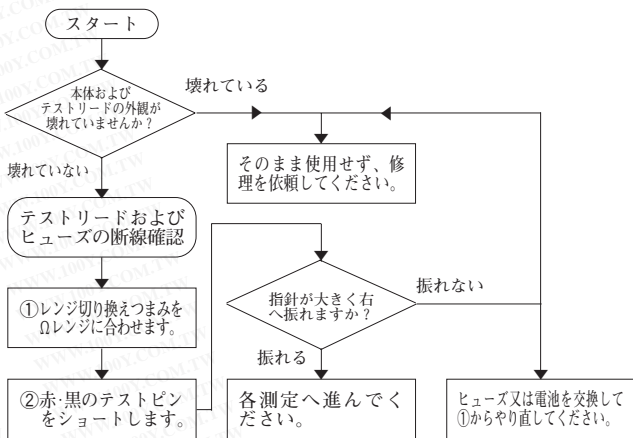 スタート
本体および
テストリードの外観が
壊れていませんか？
壊れている
そのまま使用せず、修
理を依頼してください。
壊れていない
テストリードおよび
ヒューズの断線確認
①レンジ切り換えつまみを
Ωレンジに合わせます。
②赤･黒のテストピン
をショートします。
指針が大きく右
へ振れますか？
振れない
振れる
各測定へ進んでく
ださい。
ヒューズ又は電池を交換して
①からやり直してください。
WWW.100Y.COM.TW